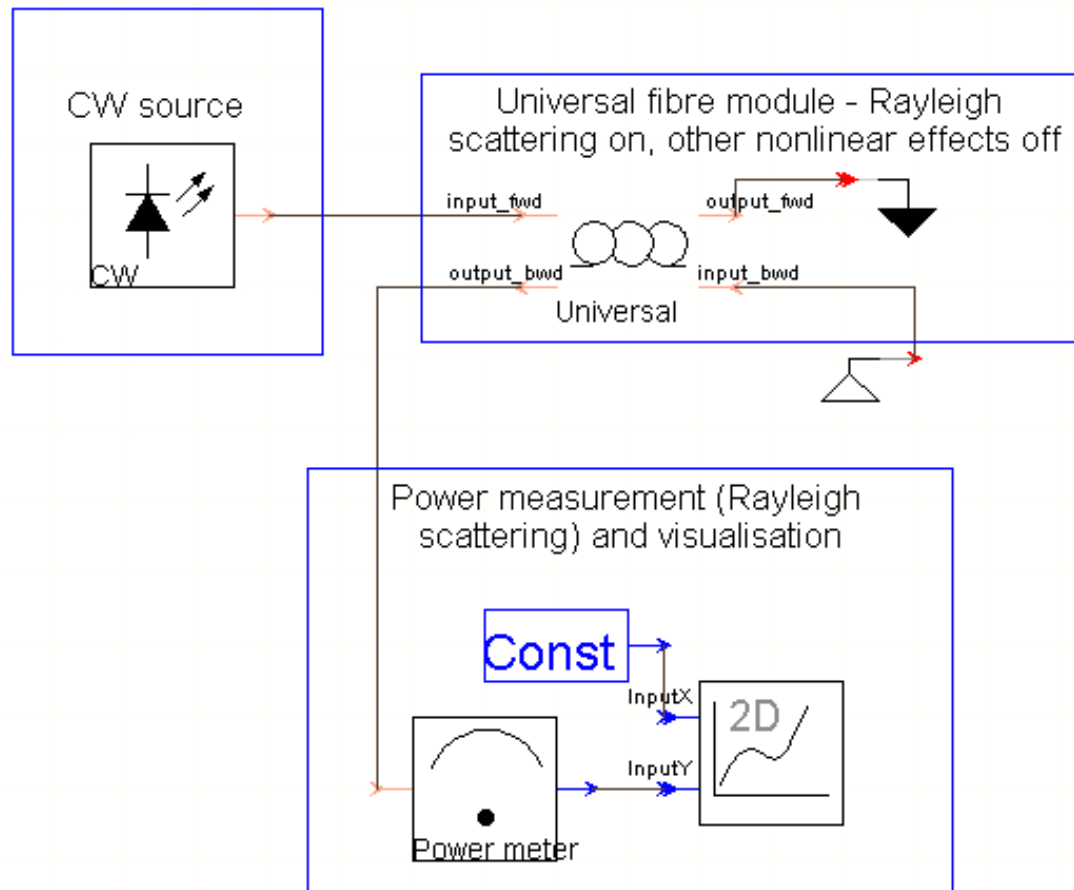 CW source
CW
Universal fibre module - Rayleigh
scattering on, other nonlinear effects off
input_fwd
output_fwd
output_bwd
input_bwd
Universal
Power measurement (Rayleigh
scattering) and visualisation
Const
InputX
2D
InputY
Power meter